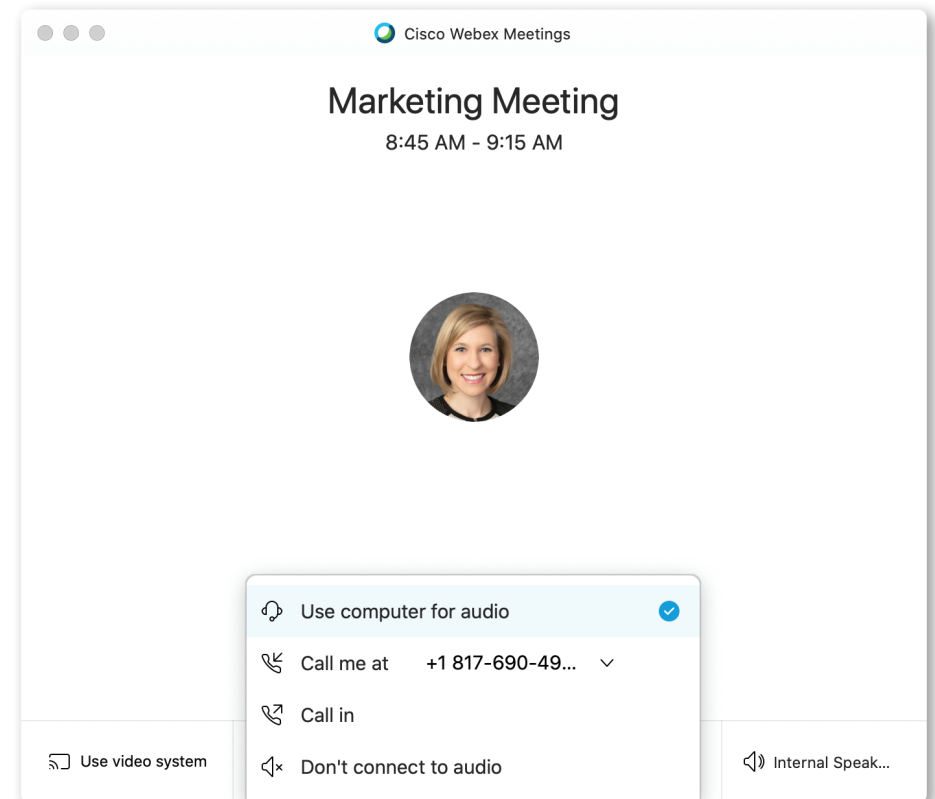 Cisco Webex Meetings
Marketing Meeting
8:45 AM - 9:15 AM
Use computer for audio
Call me at +1 817-690-49...
Call in
Don't connect to audio
Use video system
Internal Speak...